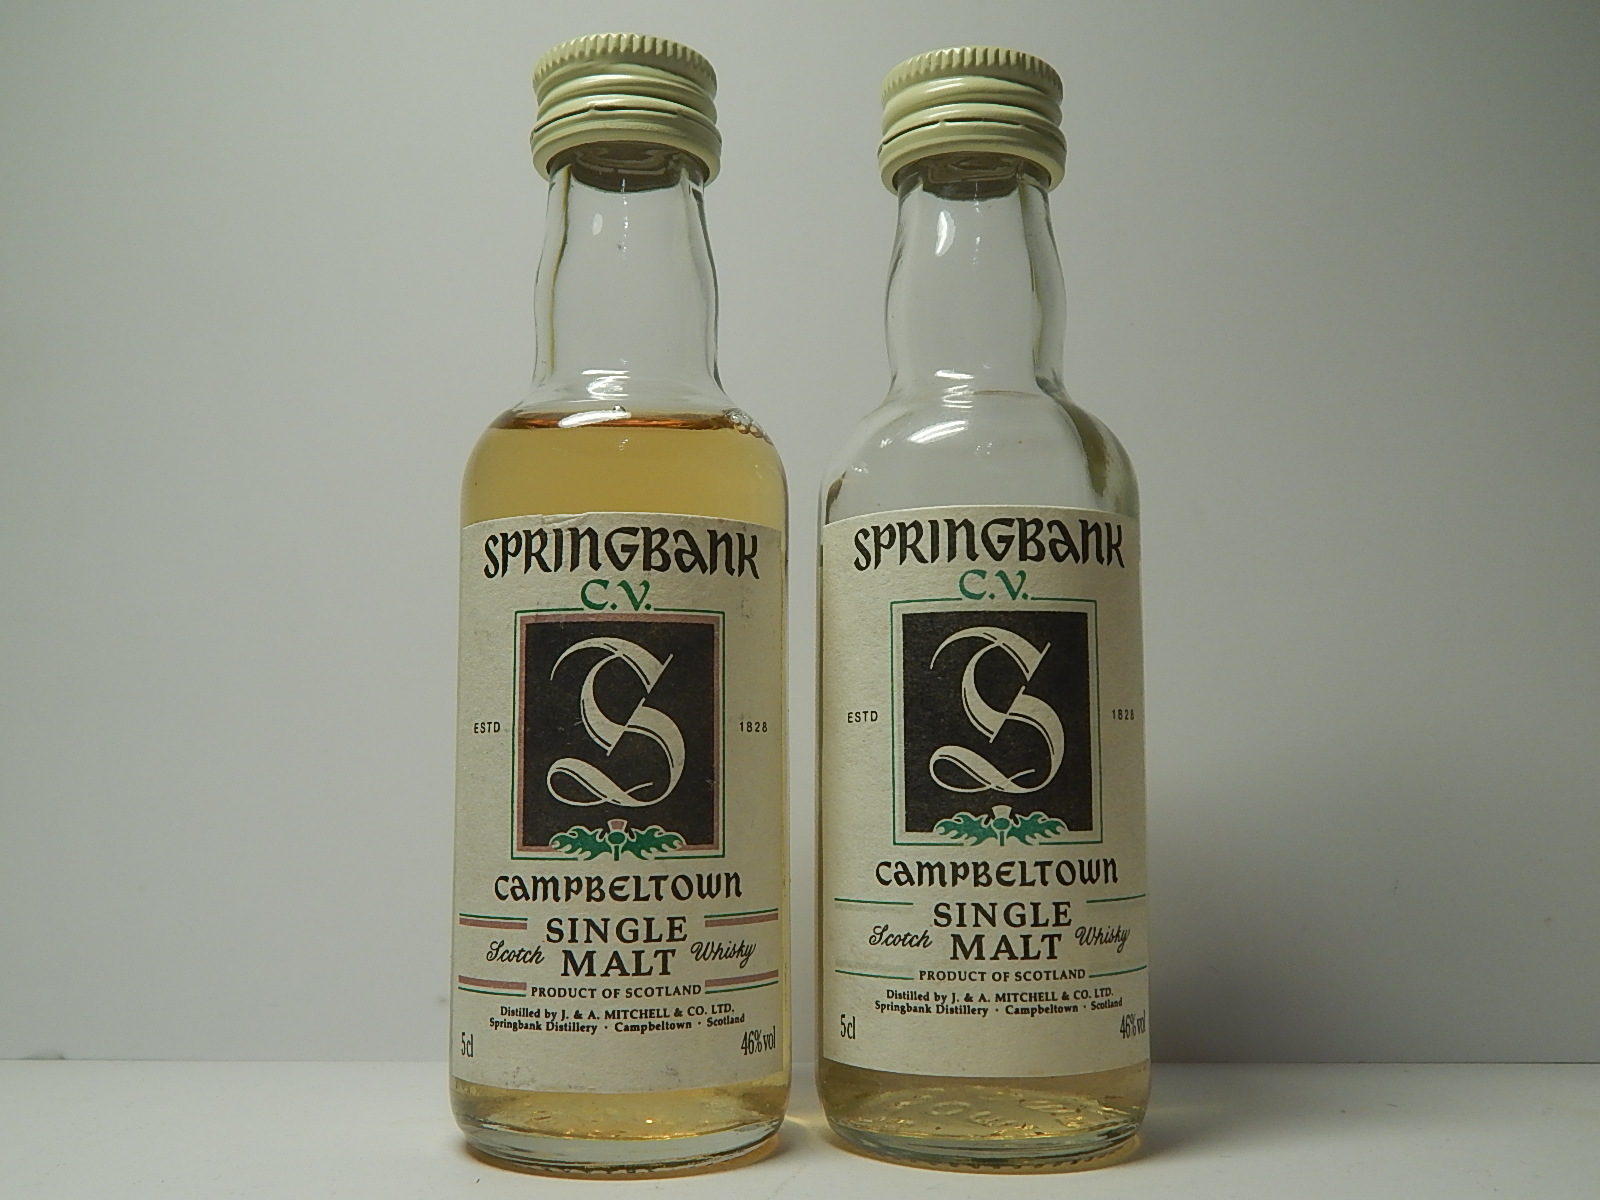 SPRINGBANK
C.V.
S
ESTD 1828
CAMPBELTOWN
SINGLE
Scotch MALT Whisky
PRODUCT OF SCOTLAND
Distilled by J. & A. MITCHELL & CO. LTD.
Springbank Distillery · Campbeltown · Scotland
5cl 46%vol
SPRINGBANK
C.V.
S
ESTD 1828
CAMPBELTOWN
SINGLE
Scotch MALT Whisky
PRODUCT OF SCOTLAND
Distilled by J. & A. MITCHELL & CO. LTD.
Springbank Distillery · Campbeltown · Scotland
5cl 46%vol